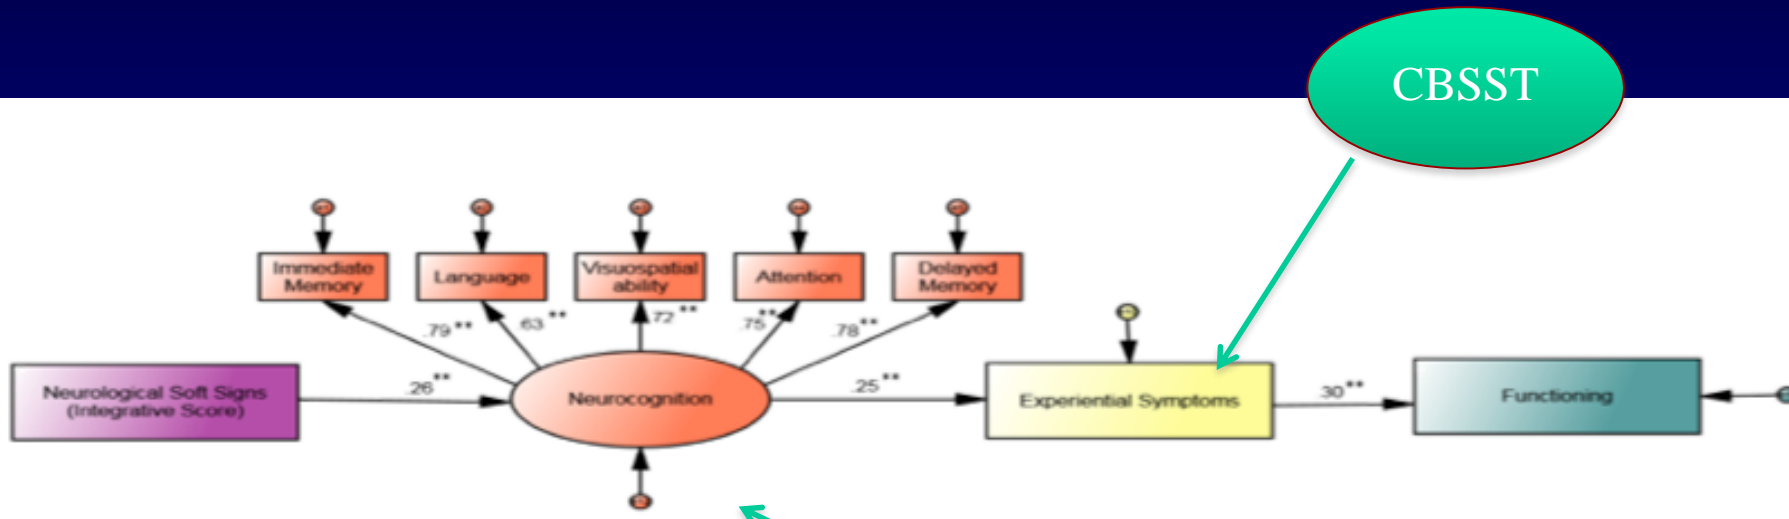 CBSST
Immediate
Memory
Language
Visuospatial
ability
Attention
Delayed
Memory
.79**
.63**
.72**
.75**
.78**
Neurological Soft Signs
(Integrative Score)
.26**
Neurocognition
.25**
Experiential Symptoms
.30**
Functioning